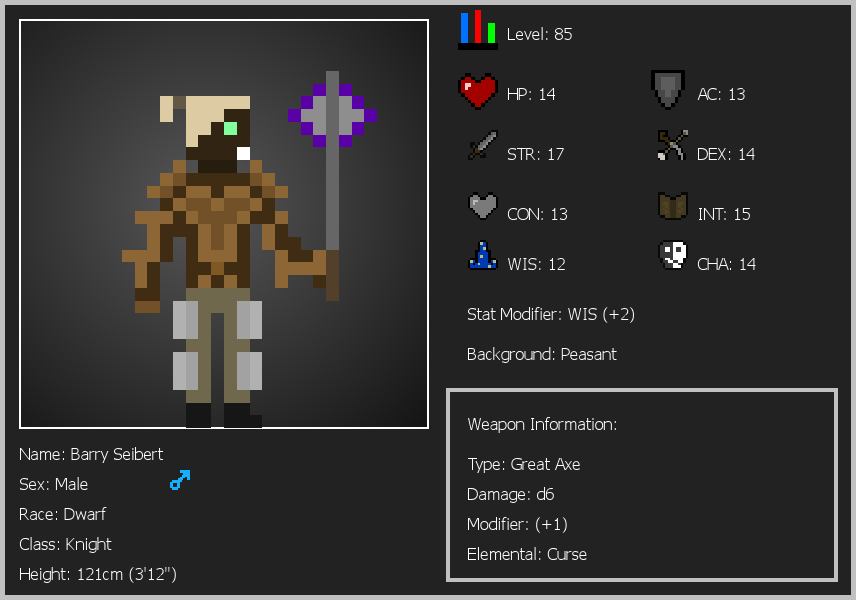 Level: 85
HP: 14
AC: 13
STR: 17
DEX: 14
CON: 13
INT: 15
WIS: 12
CHA: 14
Stat Modifier: WIS (+2)
Background: Peasant
Weapon Information:
Type: Great Axe
Damage: d6
Modifier: (+1)
Elemental: Curse
Name: Barry Seibert
Sex: Male
Race: Dwarf
Class: Knight
Height: 121cm (3'12")